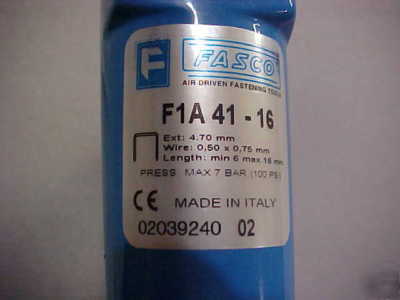 F FASCO
AIR DRIVEN FASTENING TOOLS
F1A 41 - 16
Ext: 4.70 mm
Wire: 0,50 x 0,75 mm
Length: min 6 max 16 mm
PRESS. MAX 7 BAR (100 PSI)
CE MADE IN ITALY
02039240 02